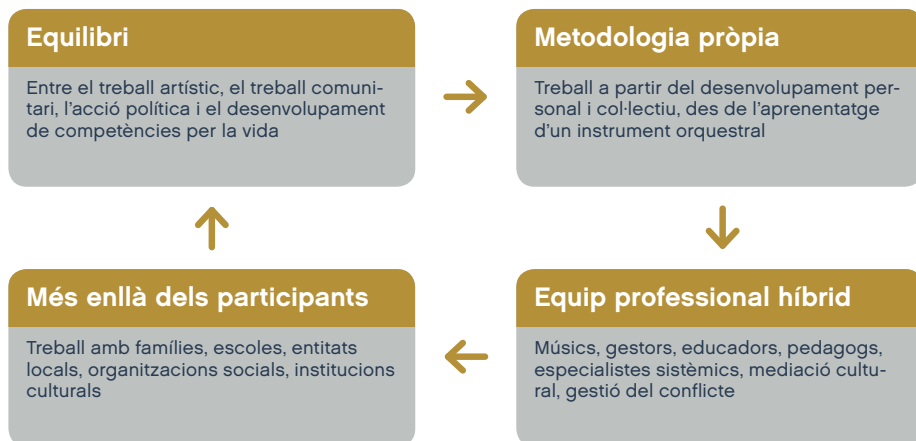 Equilibri
Entre el treball artístic, el treball comuni-
tari, l’acció política i el desenvolupament
de competències per la vida
Metodologia pròpia
Treball a partir del desenvolupament per-
sonal i col·lectiu, des de l’aprenentatge
d’un instrument orquestral
Més enllà dels participants
Treball amb famílies, escoles, entitats
locals, organitzacions socials, institucions
culturals
Equip professional híbrid
Músics, gestors, educadors, pedagogs,
especialistes sistèmics, mediació cultu-
ral, gestió del conflicte